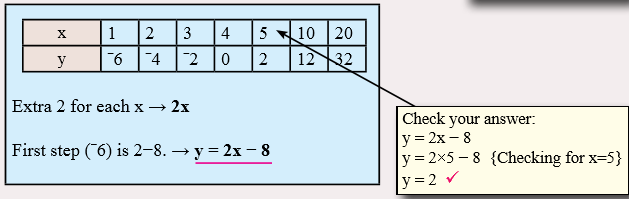 x 1 2 3 4 5 10 20
y ⁻6 ⁻4 ⁻2 0 2 12 32
Extra 2 for each x → 2x
First step (⁻6) is 2−8. → y = 2x − 8
Check your answer:
y = 2x − 8
y = 2×5 − 8 {Checking for x=5}
y = 2 ✓